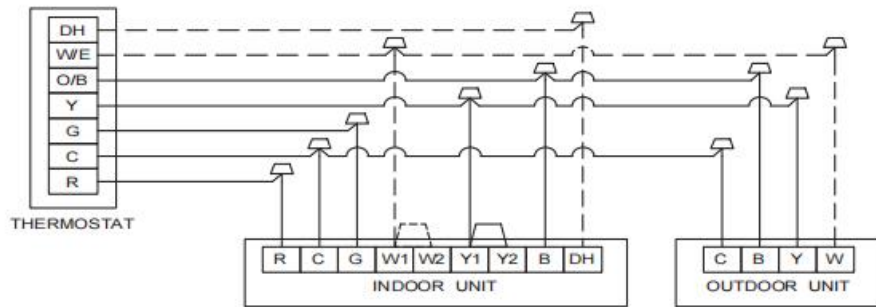 DH
W/E
O/B
Y
G
C
R
THERMOSTAT
R C G W1 W2 Y1 Y2 B DH
INDOOR UNIT
C B Y W
OUTDOOR UNIT